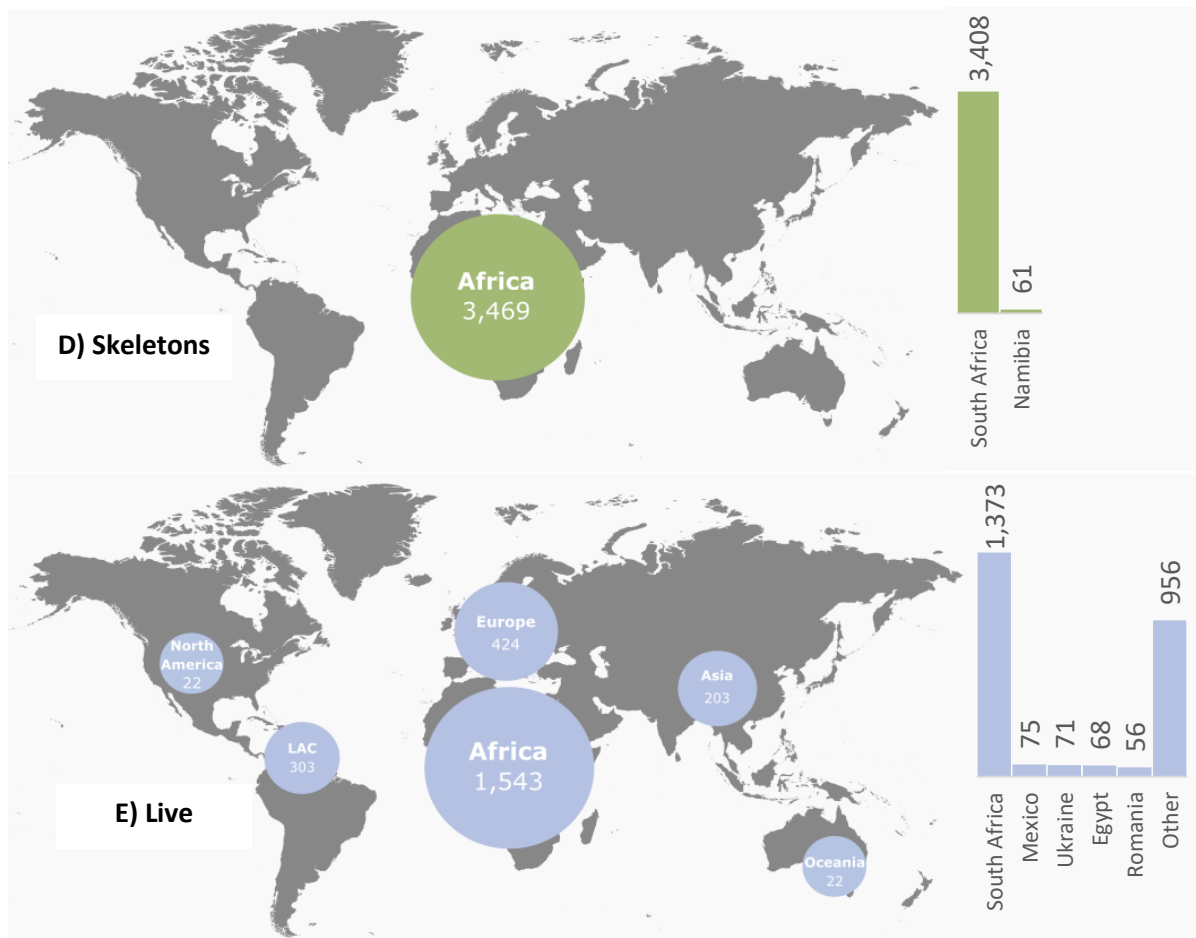 Africa
3,469
D) Skeletons
3,408
61
South Africa
Namibia
North
America
22
Europe
424
Asia
203
LAC
303
Africa
1,543
Oceania
22
E) Live
1,373
75
71
68
56
956
South Africa
Mexico
Ukraine
Egypt
Romania
Other